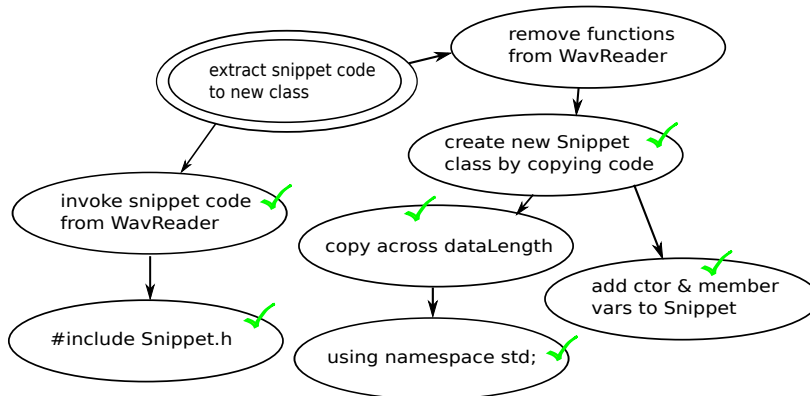 remove functions
from WavReader
extract snippet code
to new class
create new Snippet
class by copying code
invoke snippet code
from WavReader
copy across dataLength
add ctor & member
vars to Snippet
#include Snippet.h
using namespace std;